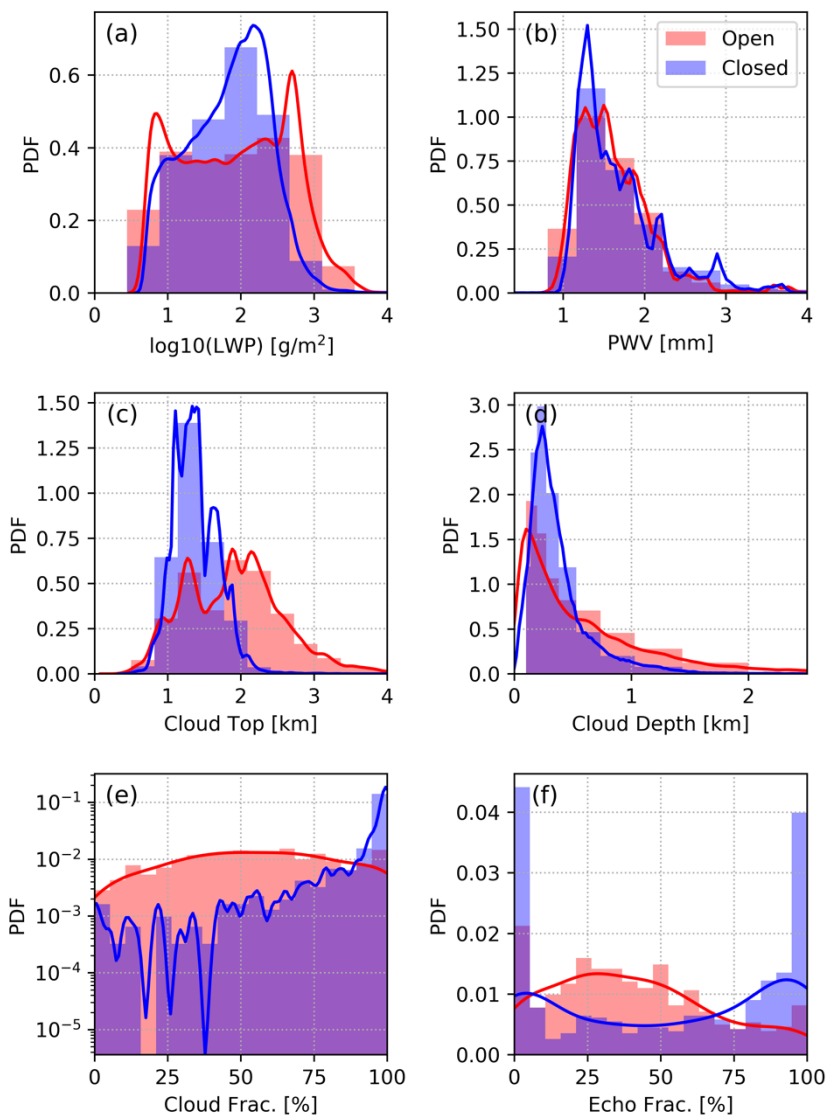 (a)
PDF
0.6
0.4
0.2
0.0
0 1 2 3 4
log10(LWP) [g/m²]
(b)
Open
Closed
PDF
1.50
1.25
1.00
0.75
0.50
0.25
0.00
1 2 3 4
PWV [mm]
(c)
PDF
1.50
1.25
1.00
0.75
0.50
0.25
0.00
0 1 2 3 4
Cloud Top [km]
(d)
PDF
3.0
2.5
2.0
1.5
1.0
0.5
0.0
0 1 2
Cloud Depth [km]
(e)
PDF
10⁻¹
10⁻²
10⁻³
10⁻⁴
10⁻⁵
0 25 50 75 100
Cloud Frac. [%]
(f)
PDF
0.04
0.03
0.02
0.01
0.00
0 25 50 75 100
Echo Frac. [%]